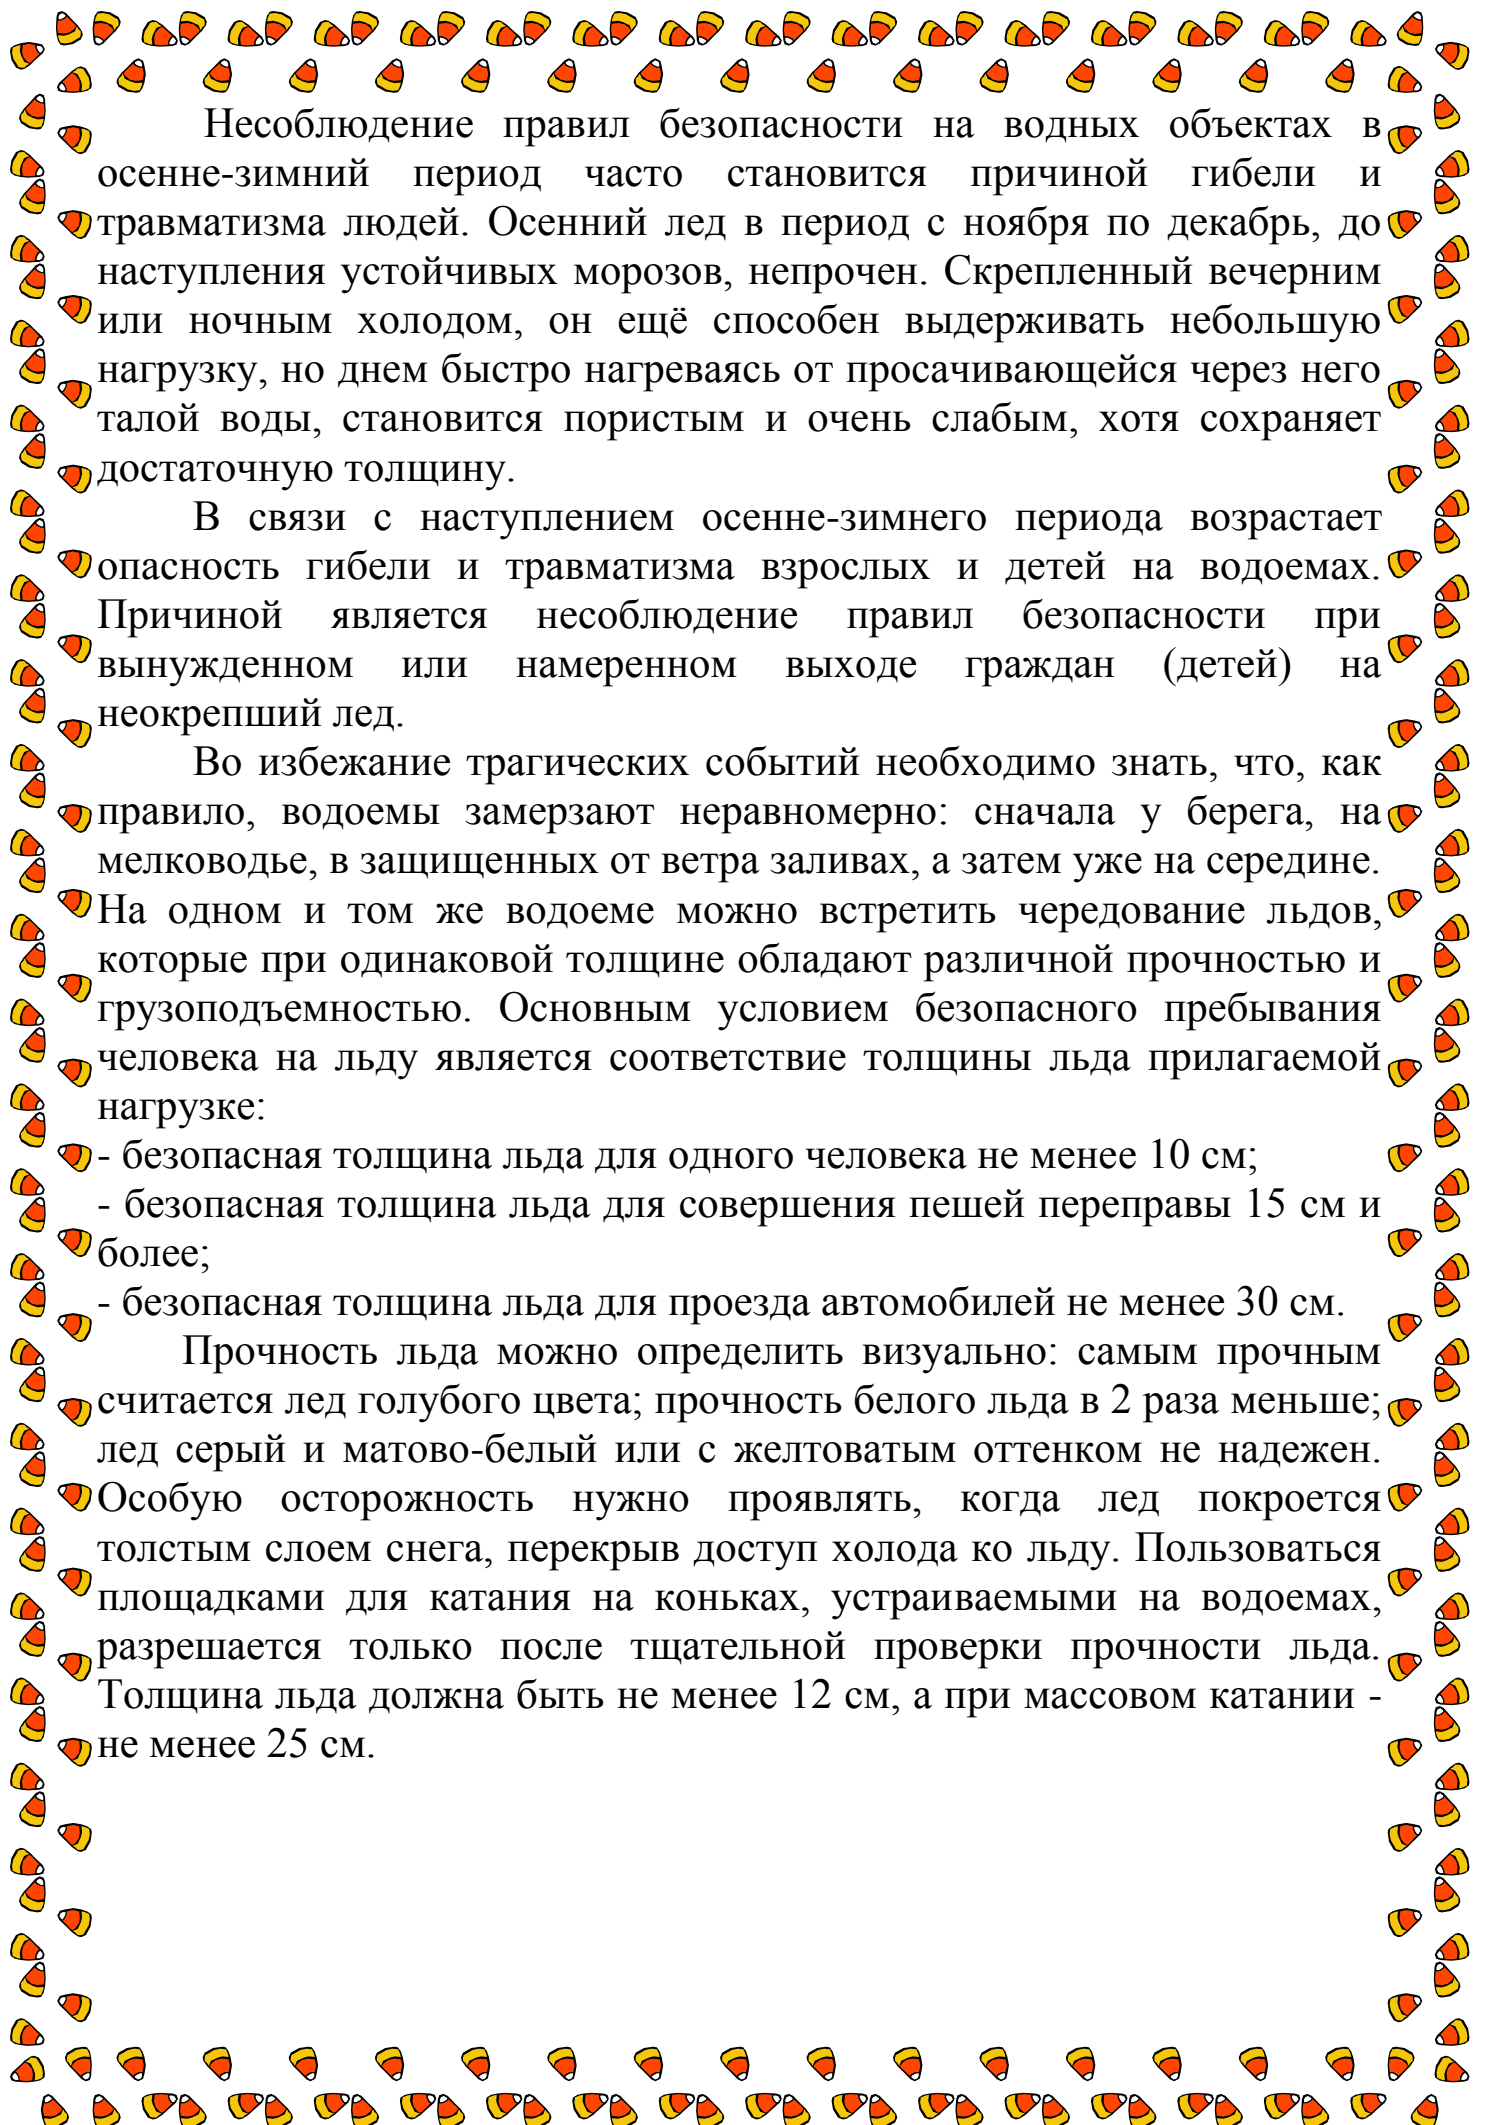 Несоблюдение правил безопасности на водных объектах в
осенне-зимний период часто становится причиной гибели и
травматизма людей. Осенний лед в период с ноября по декабрь, до
наступления устойчивых морозов, непрочен. Скрепленный вечерним
или ночным холодом, он ещё способен выдерживать небольшую
нагрузку, но днем быстро нагреваясь от просачивающейся через него
талой воды, становится пористым и очень слабым, хотя сохраняет
достаточную толщину.
В связи с наступлением осенне-зимнего периода возрастает
опасность гибели и травматизма взрослых и детей на водоемах.
Причиной является несоблюдение правил безопасности при
вынужденном или намеренном выходе граждан (детей) на
неокрепший лед.
Во избежание трагических событий необходимо знать, что, как
правило, водоемы замерзают неравномерно: сначала у берега, на
мелководье, в защищенных от ветра заливах, а затем уже на середине.
На одном и том же водоеме можно встретить чередование льдов,
которые при одинаковой толщине обладают различной прочностью и
грузоподъемностью. Основным условием безопасного пребывания
человека на льду является соответствие толщины льда прилагаемой
нагрузке:
- безопасная толщина льда для одного человека не менее 10 см;
- безопасная толщина льда для совершения пешей переправы 15 см и
более;
- безопасная толщина льда для проезда автомобилей не менее 30 см.
Прочность льда можно определить визуально: самым прочным
считается лед голубого цвета; прочность белого льда в 2 раза меньше;
лед серый и матово-белый или с желтоватым оттенком не надежен.
Особую осторожность нужно проявлять, когда лед покроется
толстым слоем снега, перекрыв доступ холода ко льду. Пользоваться
площадками для катания на коньках, устраиваемыми на водоемах,
разрешается только после тщательной проверки прочности льда.
Толщина льда должна быть не менее 12 см, а при массовом катании -
не менее 25 см.